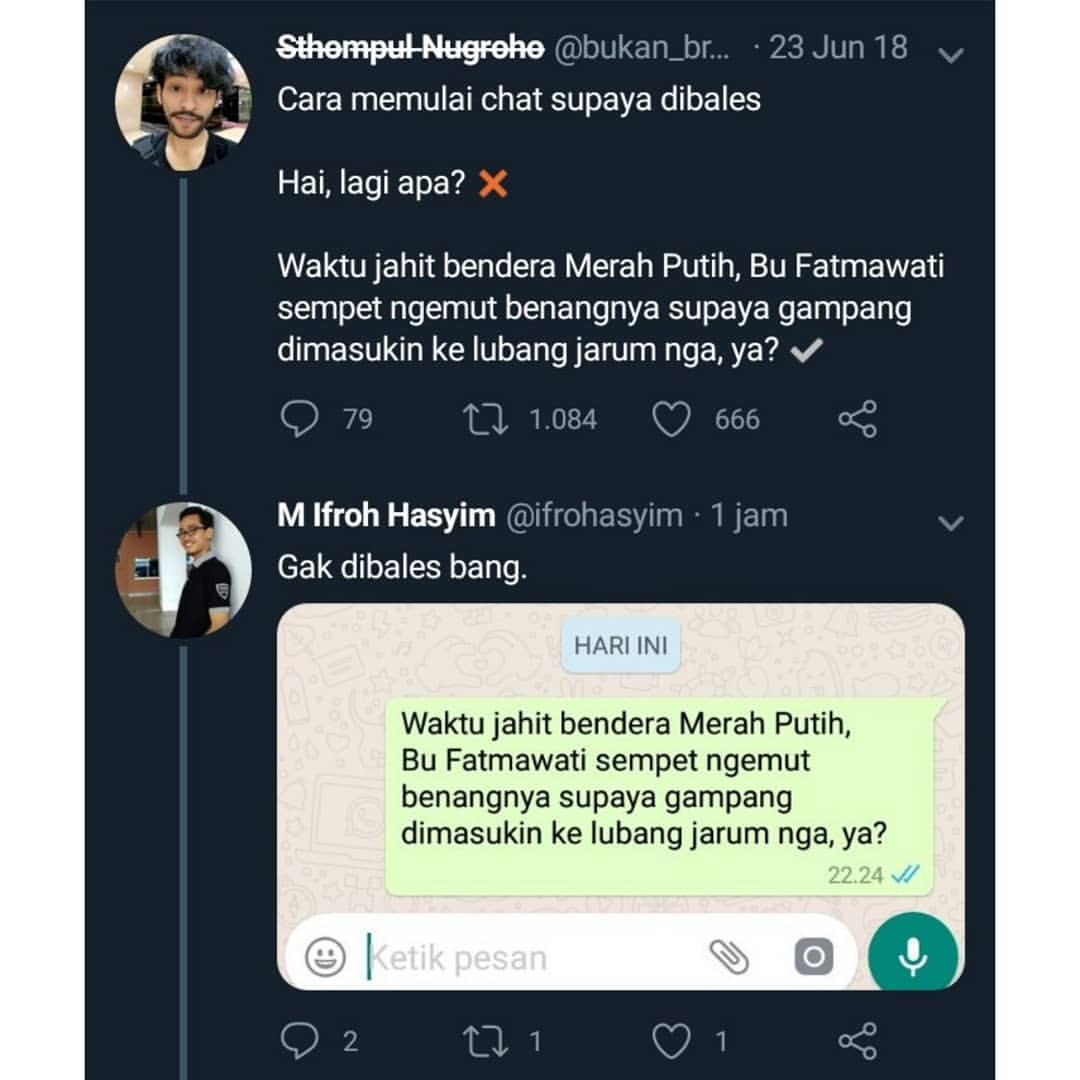 Sthompul Nugroho @bukan_br... · 23 Jun 18
Cara memulai chat supaya dibales
Hai, lagi apa? ❌
Waktu jahit bendera Merah Putih, Bu Fatmawati
sempet ngemut benangnya supaya gampang
dimasukin ke lubang jarum nga, ya? ✔
79 1.084 666
M Ifroh Hasyim @ifrohasyim · 1 jam
Gak dibales bang.
HARI INI
Waktu jahit bendera Merah Putih,
Bu Fatmawati sempet ngemut
benangnya supaya gampang
dimasukin ke lubang jarum nga, ya?
22.24
Ketik pesan
2 1 1